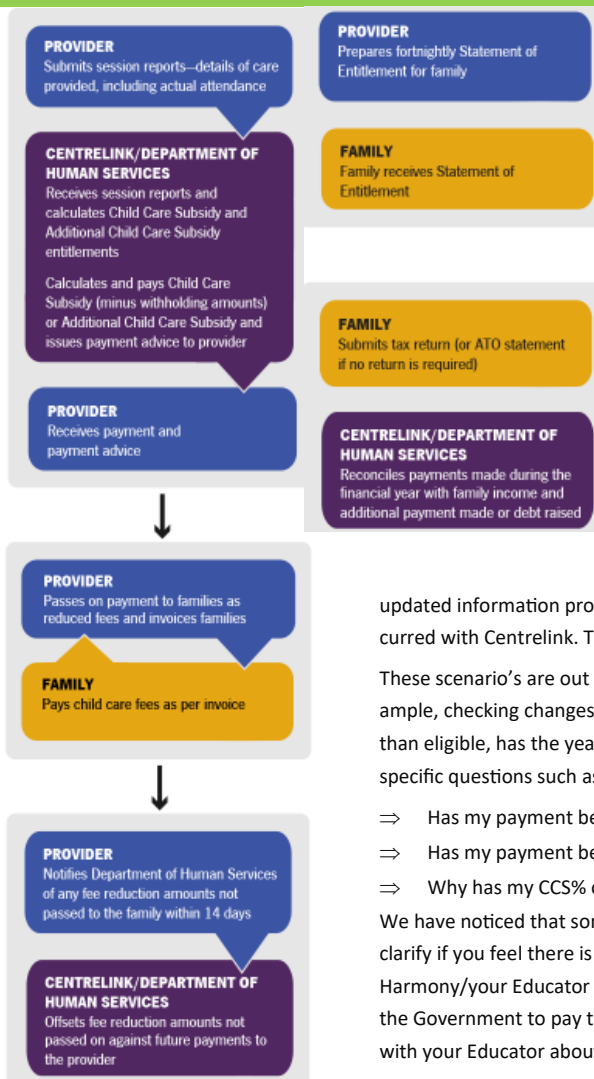 PROVIDER
Submits session reports—details of care
provided, including actual attendance
CENTRELINK/DEPARTMENT OF
HUMAN SERVICES
Receives session reports and
calculates Child Care Subsidy and
Additional Child Care Subsidy
entitlements
Calculates and pays Child Care
Subsidy (minus withholding amounts)
or Additional Child Care Subsidy and
issues payment advice to provider
PROVIDER
Receives payment and
payment advice
PROVIDER
Passes on payment to families as
reduced fees and invoices families
FAMILY
Pays child care fees as per invoice
PROVIDER
Notifies Department of Human Services
of any fee reduction amounts not
passed to the family within 14 days
CENTRELINK/DEPARTMENT OF
HUMAN SERVICES
Offsets fee reduction amounts not
passed on against future payments to
the provider
PROVIDER
Prepares fortnightly Statement of
Entitlement for family
FAMILY
Family receives Statement of
Entitlement
FAMILY
Submits tax return (or ATO statement
if no return is required)
CENTRELINK/DEPARTMENT OF
HUMAN SERVICES
Reconciles payments made during the
financial year with family income and
additional payment made or debt raised
updated information pro
curred with Centrelink. T
These scenario's are out
ample, checking changes
than eligible, has the yea
specific questions such as
⇒ Has my payment be
⇒ Has my payment be
⇒ Why has my CCS% c
We have noticed that sor
clarify if you feel there is
Harmony/your Educator
the Government to pay t
with your Educator about